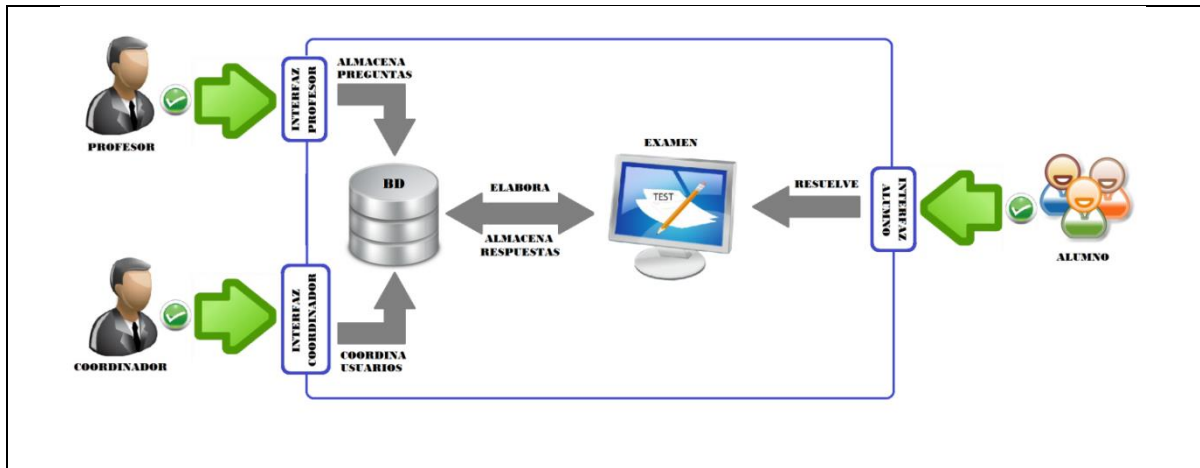 ALMACENA
PREGUNTAS
INTERFAZ
PROFESOR
PROFESOR
BD
ELABORA
ALMACENA
RESPUESTAS
EXAMEN
TEST
RESUELVE
INTERFAZ
ALUMNO
ALUMNO
INTERFAZ
COORDINADOR
COORDINADOR
COORDINA
USUARIOS